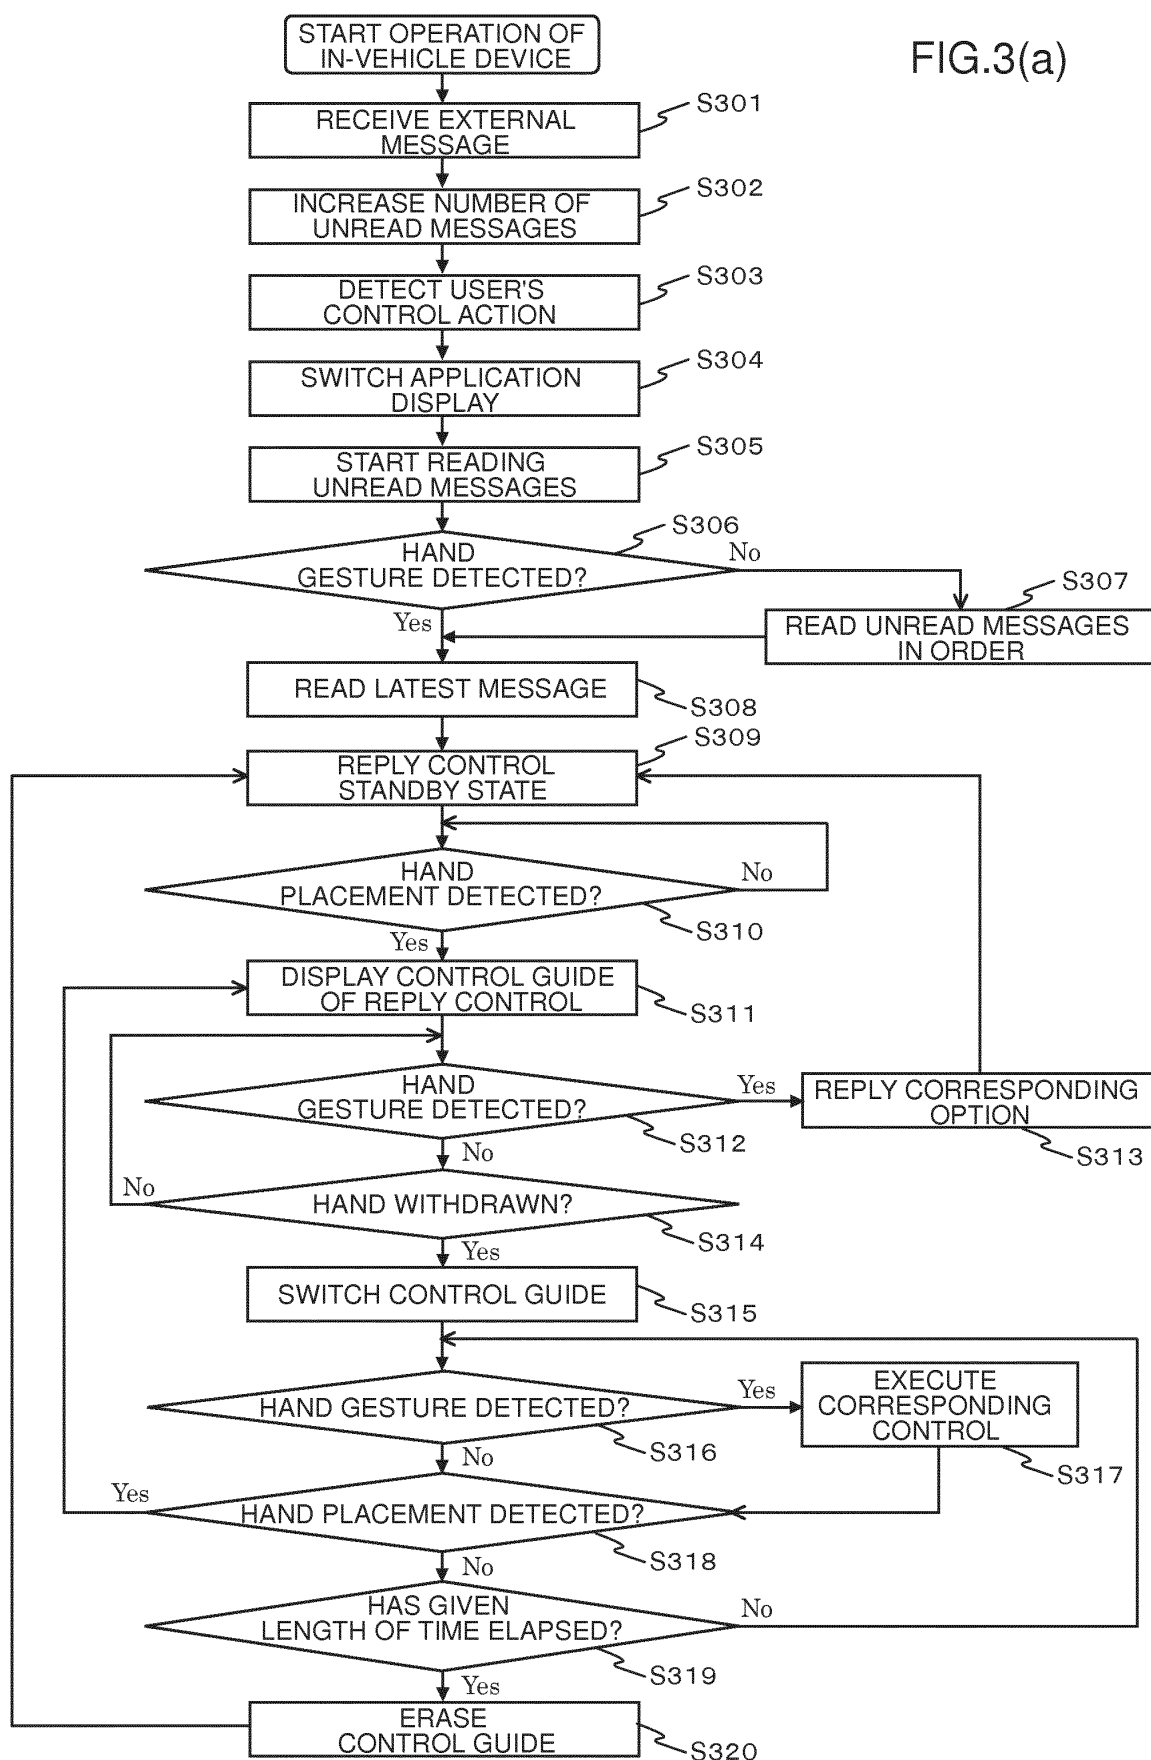 START OPERATION OF
IN-VEHICLE DEVICE
FIG.3(a)
S301
RECEIVE EXTERNAL
MESSAGE
S302
INCREASE NUMBER OF
UNREAD MESSAGES
S303
DETECT USER'S
CONTROL ACTION
S304
SWITCH APPLICATION
DISPLAY
S305
START READING
UNREAD MESSAGES
S306
HAND
GESTURE DETECTED?
No
Yes
S307
READ UNREAD MESSAGES
IN ORDER
READ LATEST MESSAGE
S308
S309
REPLY CONTROL
STANDBY STATE
HAND
PLACEMENT DETECTED?
No
S310
Yes
DISPLAY CONTROL GUIDE
OF REPLY CONTROL
S311
HAND
GESTURE DETECTED?
Yes
S312
REPLY CORRESPONDING
OPTION
S313
No
No
HAND WITHDRAWN?
S314
Yes
SWITCH CONTROL GUIDE
S315
HAND GESTURE DETECTED?
Yes
S316
EXECUTE
CORRESPONDING
CONTROL
S317
No
Yes
HAND PLACEMENT DETECTED?
S318
No
HAS GIVEN
LENGTH OF TIME ELAPSED?
No
S319
Yes
ERASE
CONTROL GUIDE
S320